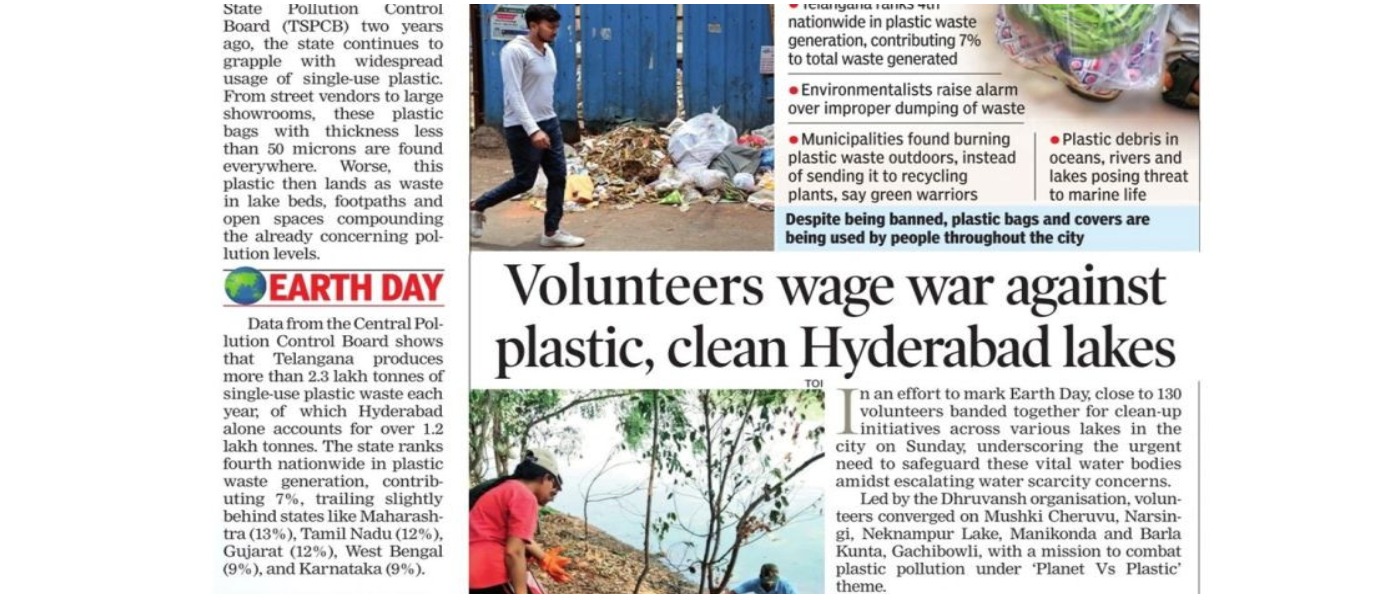 State Pollution Control
Board (TSPCB) two years
ago, the state continues to
grapple with widespread
usage of single-use plastic.
From street vendors to large
showrooms, these plastic
bags with thickness less
than 50 microns are found
everywhere. Worse, this
plastic then lands as waste
in lake beds, footpaths and
open spaces compounding
the already concerning pol-
lution levels.
EARTH DAY
Data from the Central Pol-
lution Control Board shows
that Telangana produces
more than 2.3 lakh tonnes of
single-use plastic waste each
year, of which Hyderabad
alone accounts for over 1.2
lakh tonnes. The state ranks
fourth nationwide in plastic
waste generation, contrib-
uting 7%, trailing slightly
behind states like Maharash-
tra (13%), Tamil Nadu (12%),
Gujarat (12%), West Bengal
(9%), and Karnataka (9%).
• Telangana ranks 4th
nationwide in plastic waste
generation, contributing 7%
to total waste generated
• Environmentalists raise alarm
over improper dumping of waste
• Municipalities found burning
plastic waste outdoors, instead
of sending it to recycling
plants, say green warriors
• Plastic debris in
oceans, rivers and
lakes posing threat
to marine life
Despite being banned, plastic bags and covers are
being used by people throughout the city
Volunteers wage war against
plastic, clean Hyderabad lakes
TOI
In an effort to mark Earth Day, close to 130
volunteers banded together for clean-up
initiatives across various lakes in the
city on Sunday, underscoring the urgent
need to safeguard these vital water bodies
amidst escalating water scarcity concerns.
Led by the Dhruvansh organisation, volun-
teers converged on Mushki Cheruvu, Narsin-
gi, Neknampur Lake, Manikonda and Barla
Kunta, Gachibowli, with a mission to combat
plastic pollution under ‘Planet Vs Plastic’
theme.